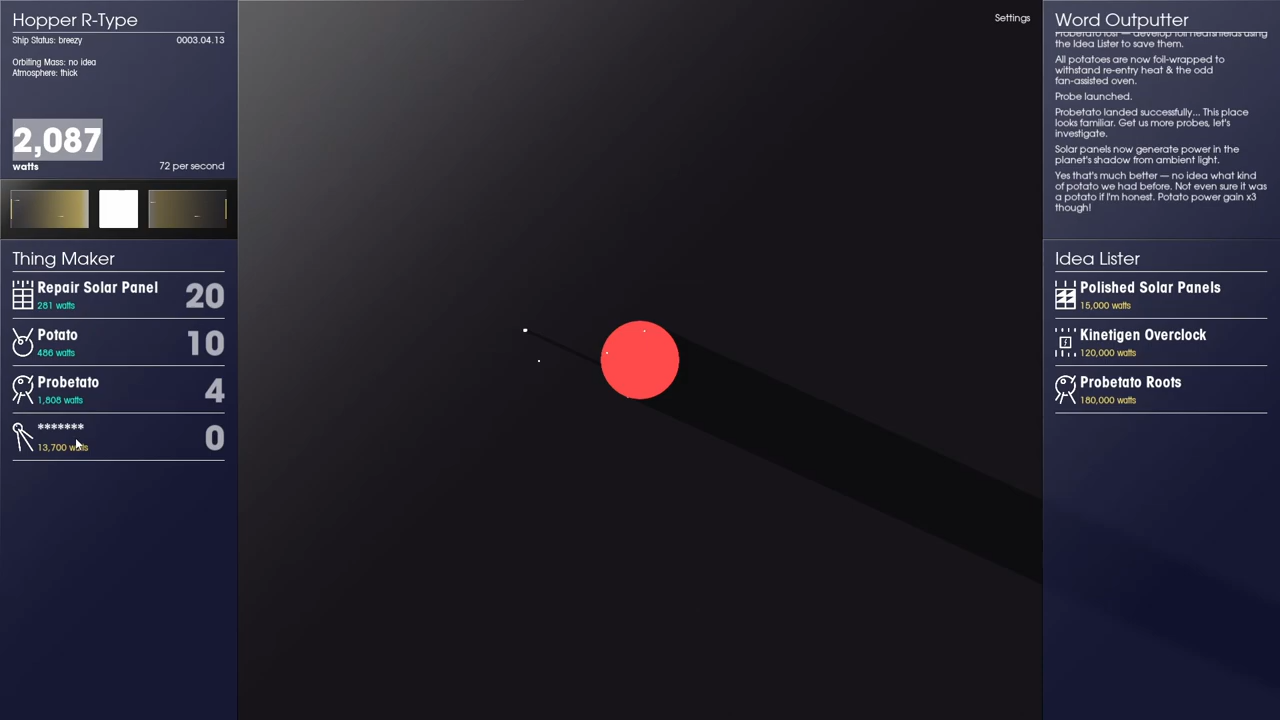 Hopper R-Type
Ship Status: breezy
0003.04.13
Orbiting Mass: no idea
Atmosphere: thick
2,087
watts
72 per second
Thing Maker
Repair Solar Panel
281 watts
20
Potato
486 watts
10
Probetato
1,808 watts
4
*******
13,700 watts
0
Settings
Word Outputter
Probetato lost — develop foil heatshields using
the Idea Lister to save them.
All potatoes are now foil-wrapped to
withstand re-entry heat & the odd
fan-assisted oven.
Probe launched.
Probetato landed successfully... This place
looks familiar. Get us more probes, let's
investigate.
Solar panels now generate power in the
planet's shadow from ambient light.
Yes that's much better — no idea what kind
of potato we had before. Not even sure it was
a potato if I'm honest. Potato power gain x3
though!
Idea Lister
Polished Solar Panels
15,000 watts
Kinetigen Overclock
120,000 watts
Probetato Roots
180,000 watts